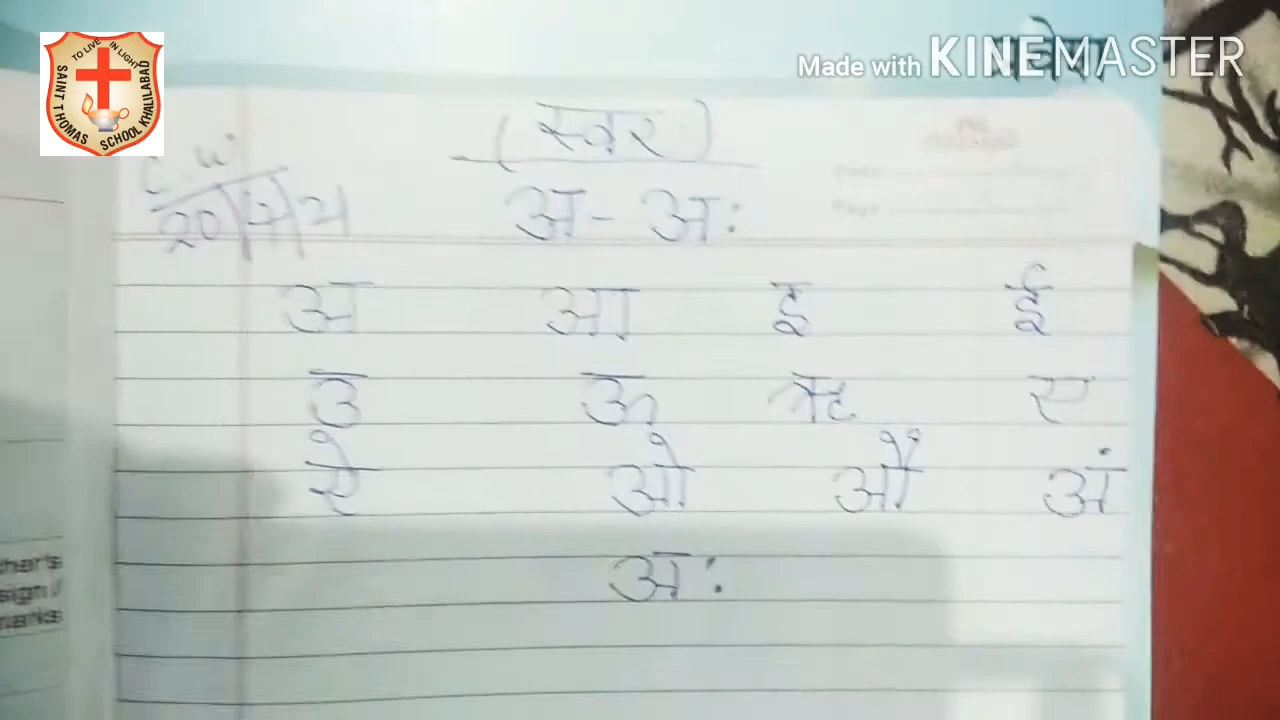 TO LIVE IN LIGHT
SAINT THOMAS SCHOOL KHALILABAD
Made with KINEMASTER
C.W
(स्वर)
अ - अः
अ आ इ ई
उ ऊ ऋ ए
ऐ ओ औ अं
अः